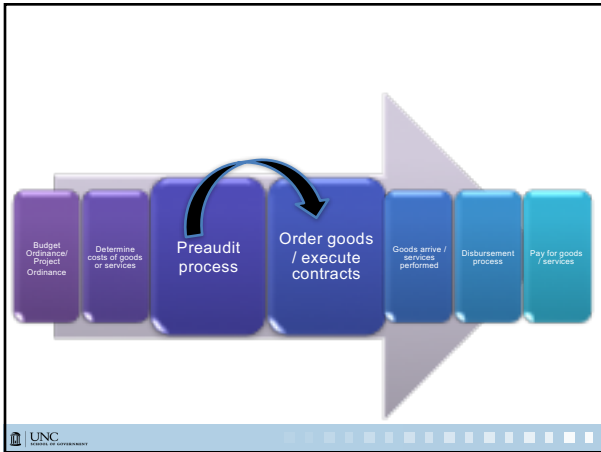 Budget
Ordinance/
Project
Ordinance
Determine
costs of goods
or services
Preaudit
process
Order goods
/ execute
contracts
Goods arrive /
services
performed
Disbursement
process
Pay for goods
/ services
UNC
SCHOOL OF GOVERNMENT